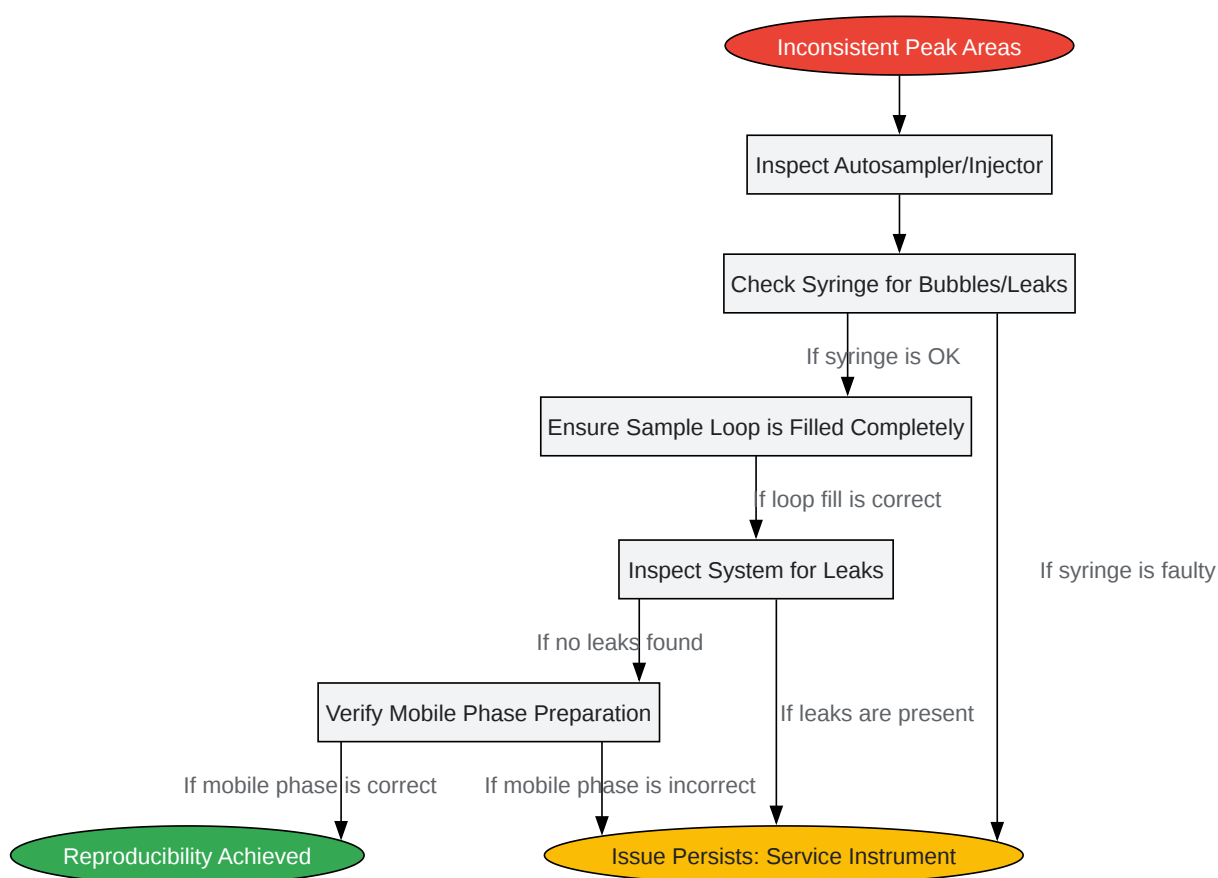 Inconsistent Peak Areas
Inspect Autosampler/Injector
Check Syringe for Bubbles/Leaks
If syringe is OK
Ensure Sample Loop is Filled Completely
If loop fill is correct
Inspect System for Leaks
If syringe is faulty
If no leaks found
Verify Mobile Phase Preparation
If leaks are present
If mobile phase is correct
If mobile phase is incorrect
Reproducibility Achieved
Issue Persists: Service Instrument